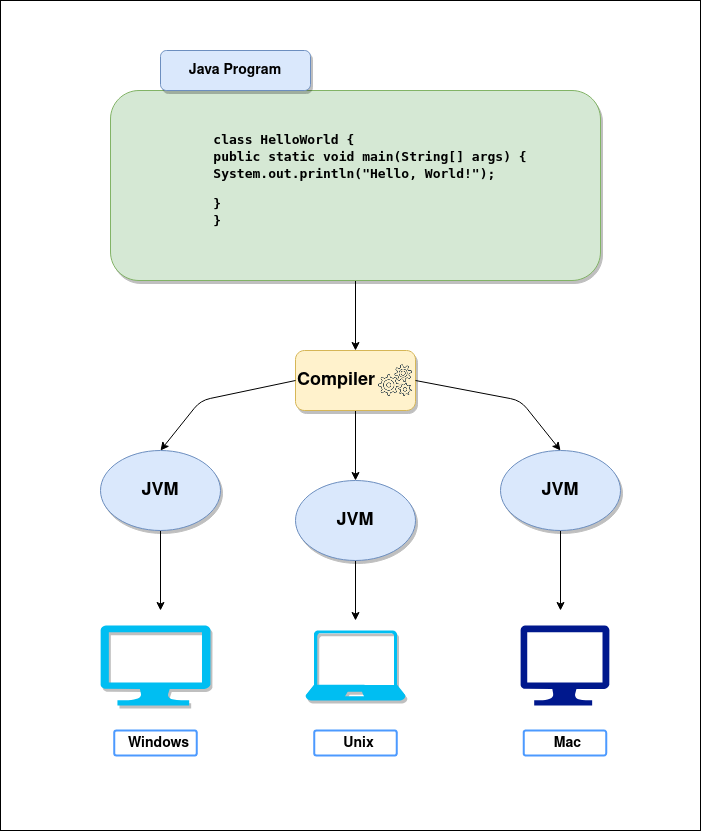 Java Program
class HelloWorld {
public static void main(String[] args) {
System.out.println("Hello, World!");
}
}
Compiler
JVM
JVM
JVM
Windows
Unix
Mac